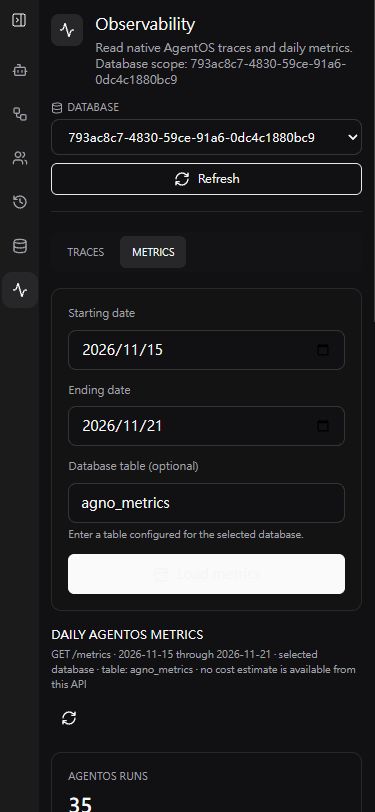 Observability
Read native AgentOS traces and daily metrics.
Database scope: 793ac8c7-4830-59ce-91a6-
0dc4c1880bc9
DATABASE
793ac8c7-4830-59ce-91a6-0dc4c1880bc9
Refresh
TRACES
METRICS
Starting date
2026/11/15
Ending date
2026/11/21
Database table (optional)
agno_metrics
Enter a table configured for the selected database.
Load metrics
DAILY AGENTOS METRICS
GET /metrics · 2026-11-15 through 2026-11-21 · selected
database · table: agno_metrics · no cost estimate is available from
this API
AGENTOS RUNS
35